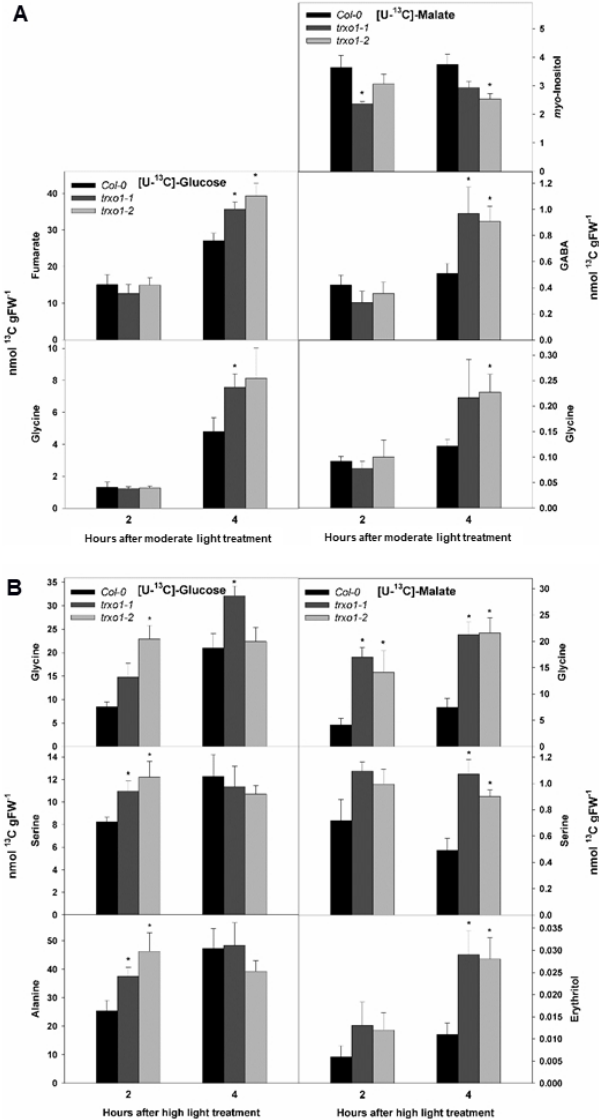 A
Col-0 [U-¹³C]-Malate
trxo1-1
trxo1-2
5
4
3
2
1
0
myo-Inositol
Col-0 [U-¹³C]-Glucose
trxo1-1
trxo1-2
40
30
20
10
0
Fumarate
1.2
1.0
0.8
0.6
0.4
0.2
0.0
GABA
nmol ¹³C gFW⁻¹
nmol ¹³C gFW⁻¹
10
8
6
4
2
0
Glycine
0.30
0.25
0.20
0.15
0.10
0.05
0.00
Glycine
2 4
2 4
Hours after moderate light treatment
Hours after moderate light treatment
B
Col-0 [U-¹³C]-Glucose
trxo1-1
trxo1-2
35
30
25
20
15
10
5
0
Glycine
Col-0 [U-¹³C]-Malate
trxo1-1
trxo1-2
30
25
20
15
10
5
0
Glycine
14
12
10
8
6
4
2
0
Serine
nmol ¹³C gFW⁻¹
1.2
1.0
0.8
0.6
0.4
0.2
0.0
Serine
nmol ¹³C gFW⁻¹
50
40
30
20
10
0
Alanine
0.035
0.030
0.025
0.020
0.015
0.010
0.005
0.000
Erythritol
2 4
2 4
Hours after high light treatment
Hours after high light treatment